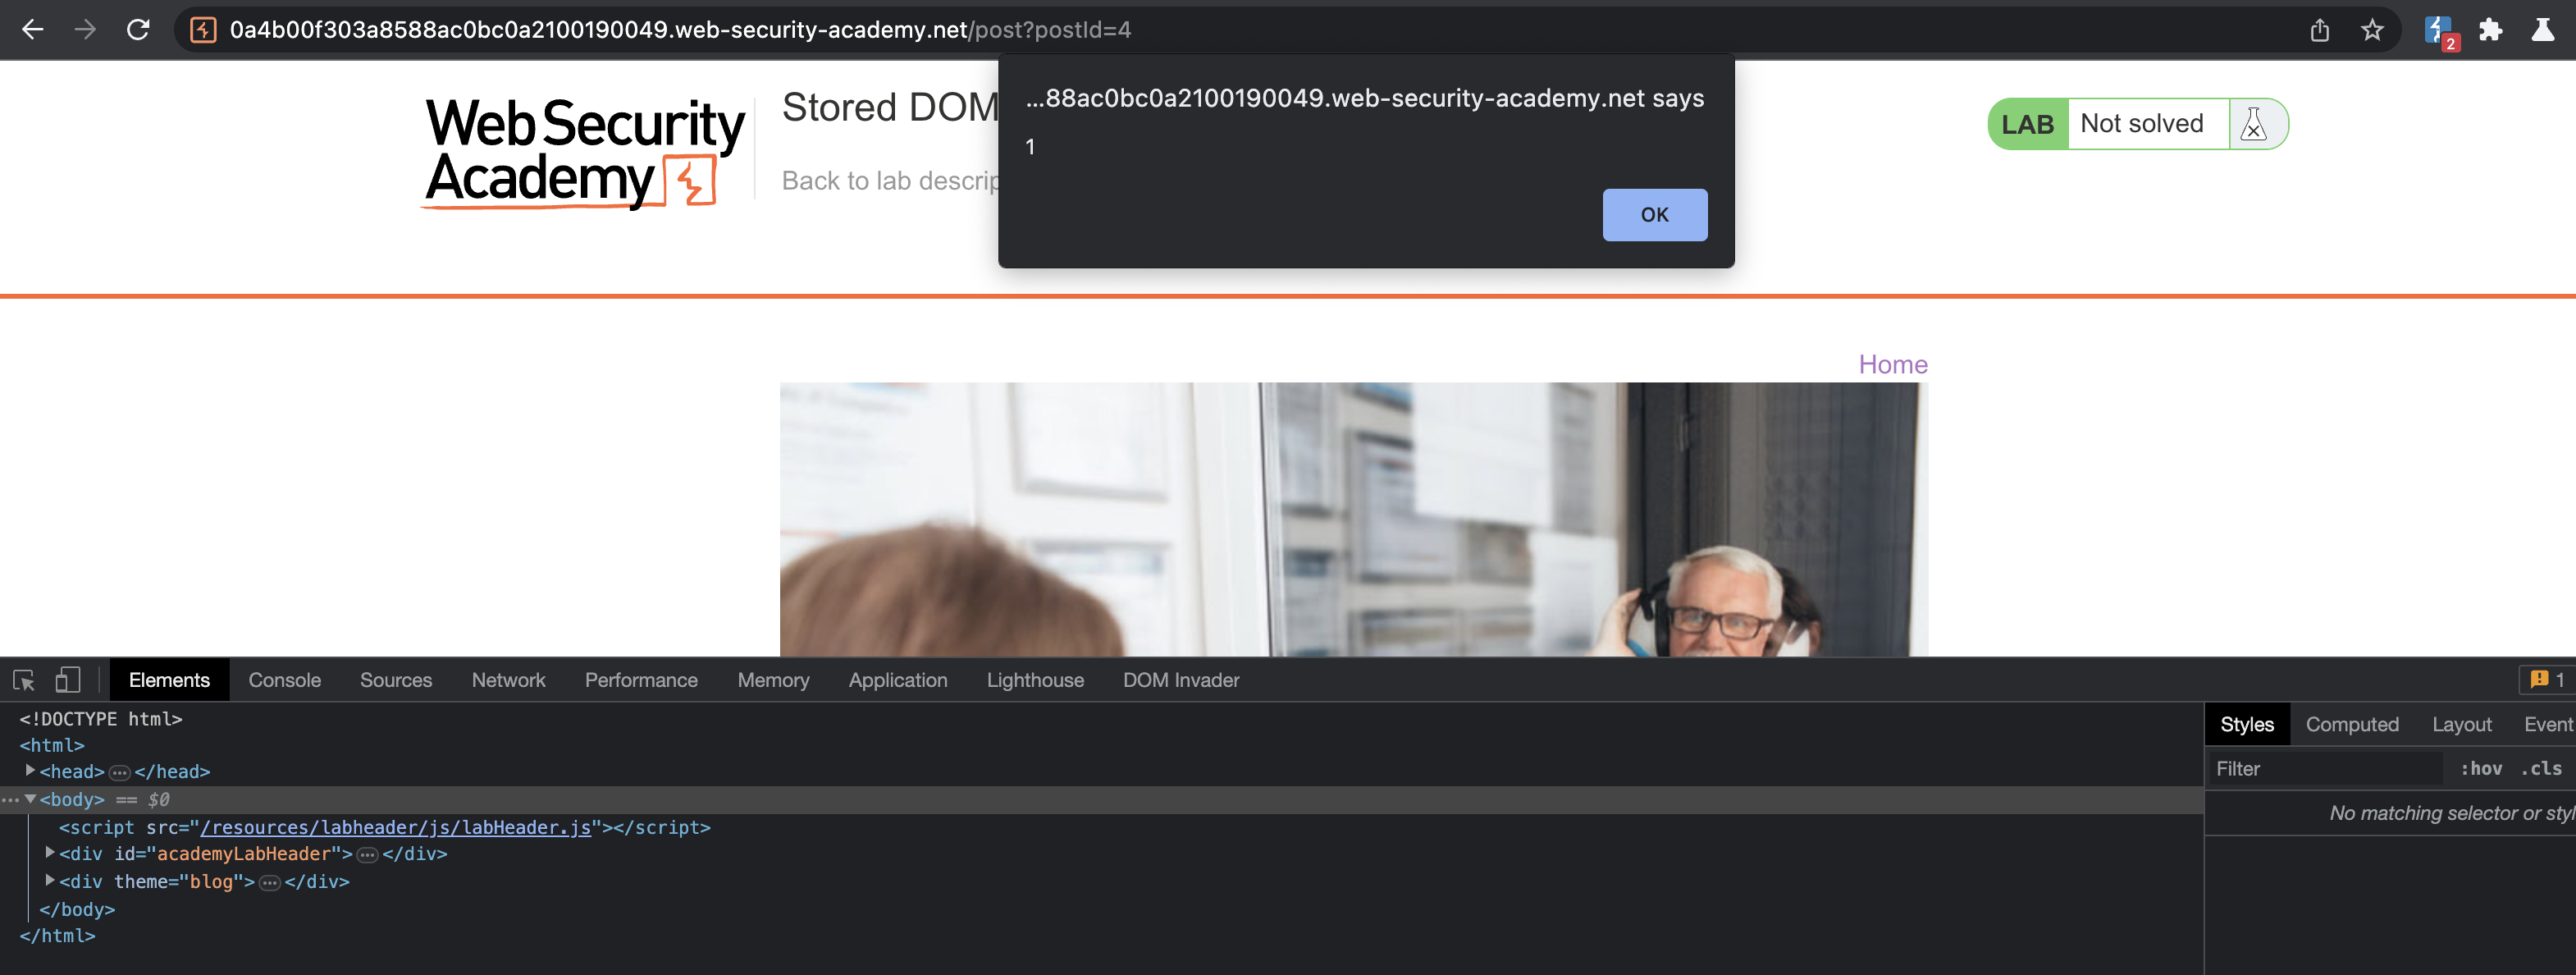 0a4b00f303a8588ac0bc0a2100190049.web-security-academy.net/post?postId=4
2
...88ac0bc0a2100190049.web-security-academy.net says
1
OK
Web Security
Academy
Stored DOM
Back to lab descrip
LAB Not solved
Home
Elements Console Sources Network Performance Memory Application Lighthouse DOM Invader 1
<!DOCTYPE html>
<html>
<head>…</head>
<body> == $0
<script src="/resources/labheader/js/labHeader.js"></script>
<div id="academyLabHeader">…</div>
<div theme="blog">…</div>
</body>
</html>
Styles Computed Layout Event
Filter :hov .cls
No matching selector or styl